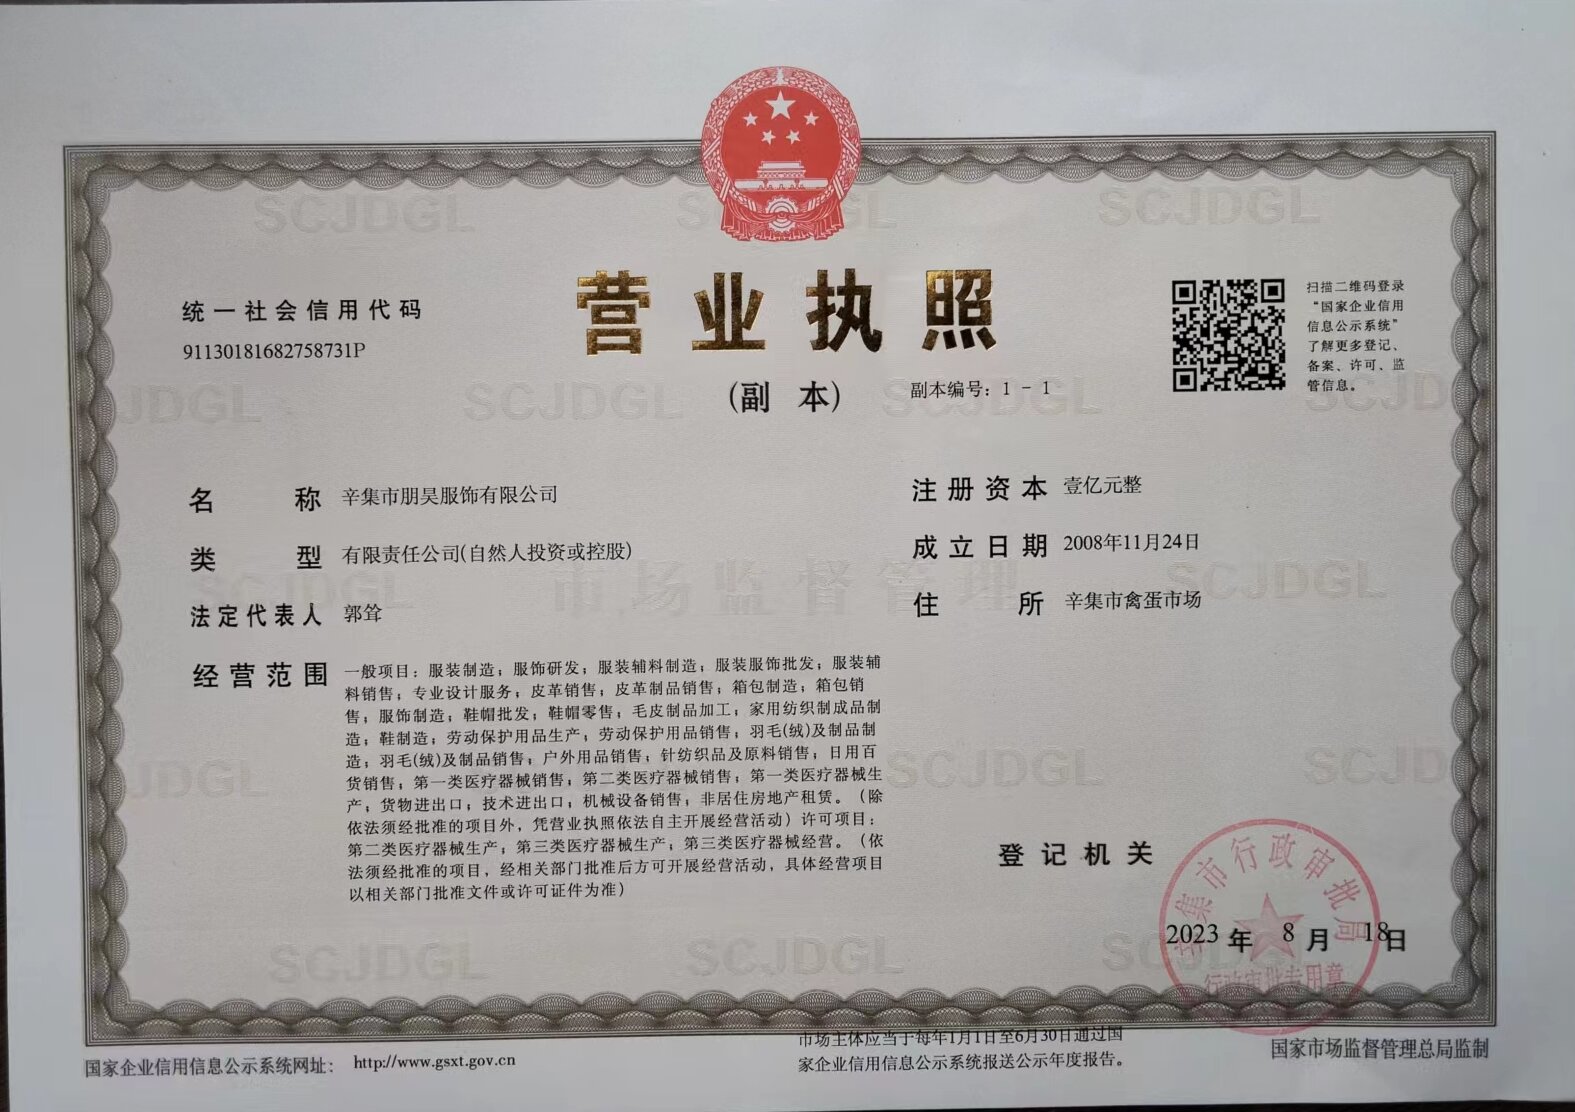 统一社会信用代码
91130181682758731P
营业执照
(副 本)
副本编号：1 - 1
扫描二维码登录
“国家企业信用
信息公示系统”
了解更多登记、
备案、许可、监
管信息。
名 称 辛集市朋昊服饰有限公司
类 型 有限责任公司(自然人投资或控股)
法定代表人 郭耸
经营范围 一般项目：服装制造；服饰研发；服装辅料制造；服装服饰批发；服装辅
料销售；专业设计服务；皮革销售；皮革制品销售；箱包制造；箱包销
售；服饰制造；鞋帽批发；鞋帽零售；毛皮制品加工；家用纺织制成品制
造；鞋制造；劳动保护用品生产；劳动保护用品销售；羽毛(绒)及制品制
造；羽毛(绒)及制品销售；户外用品销售；针纺织品及原料销售；日用百
货销售；第一类医疗器械销售；第二类医疗器械销售；第一类医疗器械生
产；货物进出口；技术进出口；机械设备销售；非居住房地产租赁。（除
依法须经批准的项目外，凭营业执照依法自主开展经营活动）许可项目：
第二类医疗器械生产；第三类医疗器械生产；第三类医疗器械经营。（依
法须经批准的项目，经相关部门批准后方可开展经营活动，具体经营项目
以相关部门批准文件或许可证件为准）
注册资本 壹亿元整
成立日期 2008年11月24日
住 所 辛集市禽蛋市场
登记机关
辛集市行政审批局
2023 年 8 月 18 日
行政审批专用章
国家企业信用信息公示系统网址： http://www.gsxt.gov.cn
市场主体应当于每年1月1日至6月30日通过国
家企业信用信息公示系统报送公示年度报告。
国家市场监督管理总局监制
SCJDGL
市场监督管理